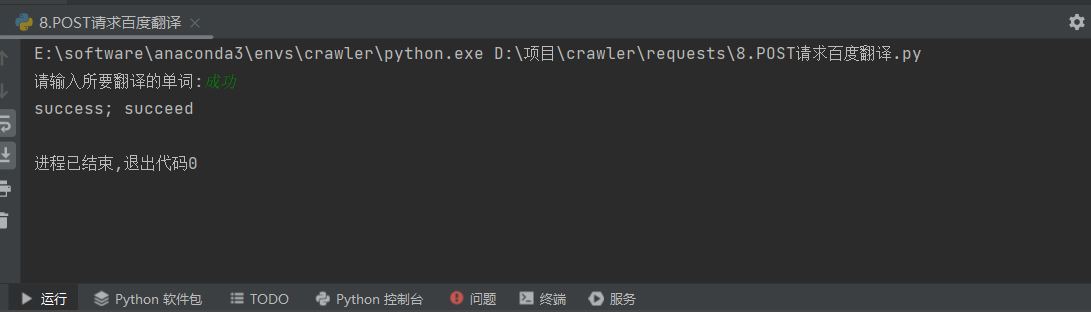 8.POST请求百度翻译
E:\software\anaconda3\envs\crawler\python.exe D:\项目\crawler\requests\8.POST请求百度翻译.py
请输入所要翻译的单词:成功
success; succeed
进程已结束,退出代码0
运行 Python 软件包 TODO Python 控制台 问题 终端 服务